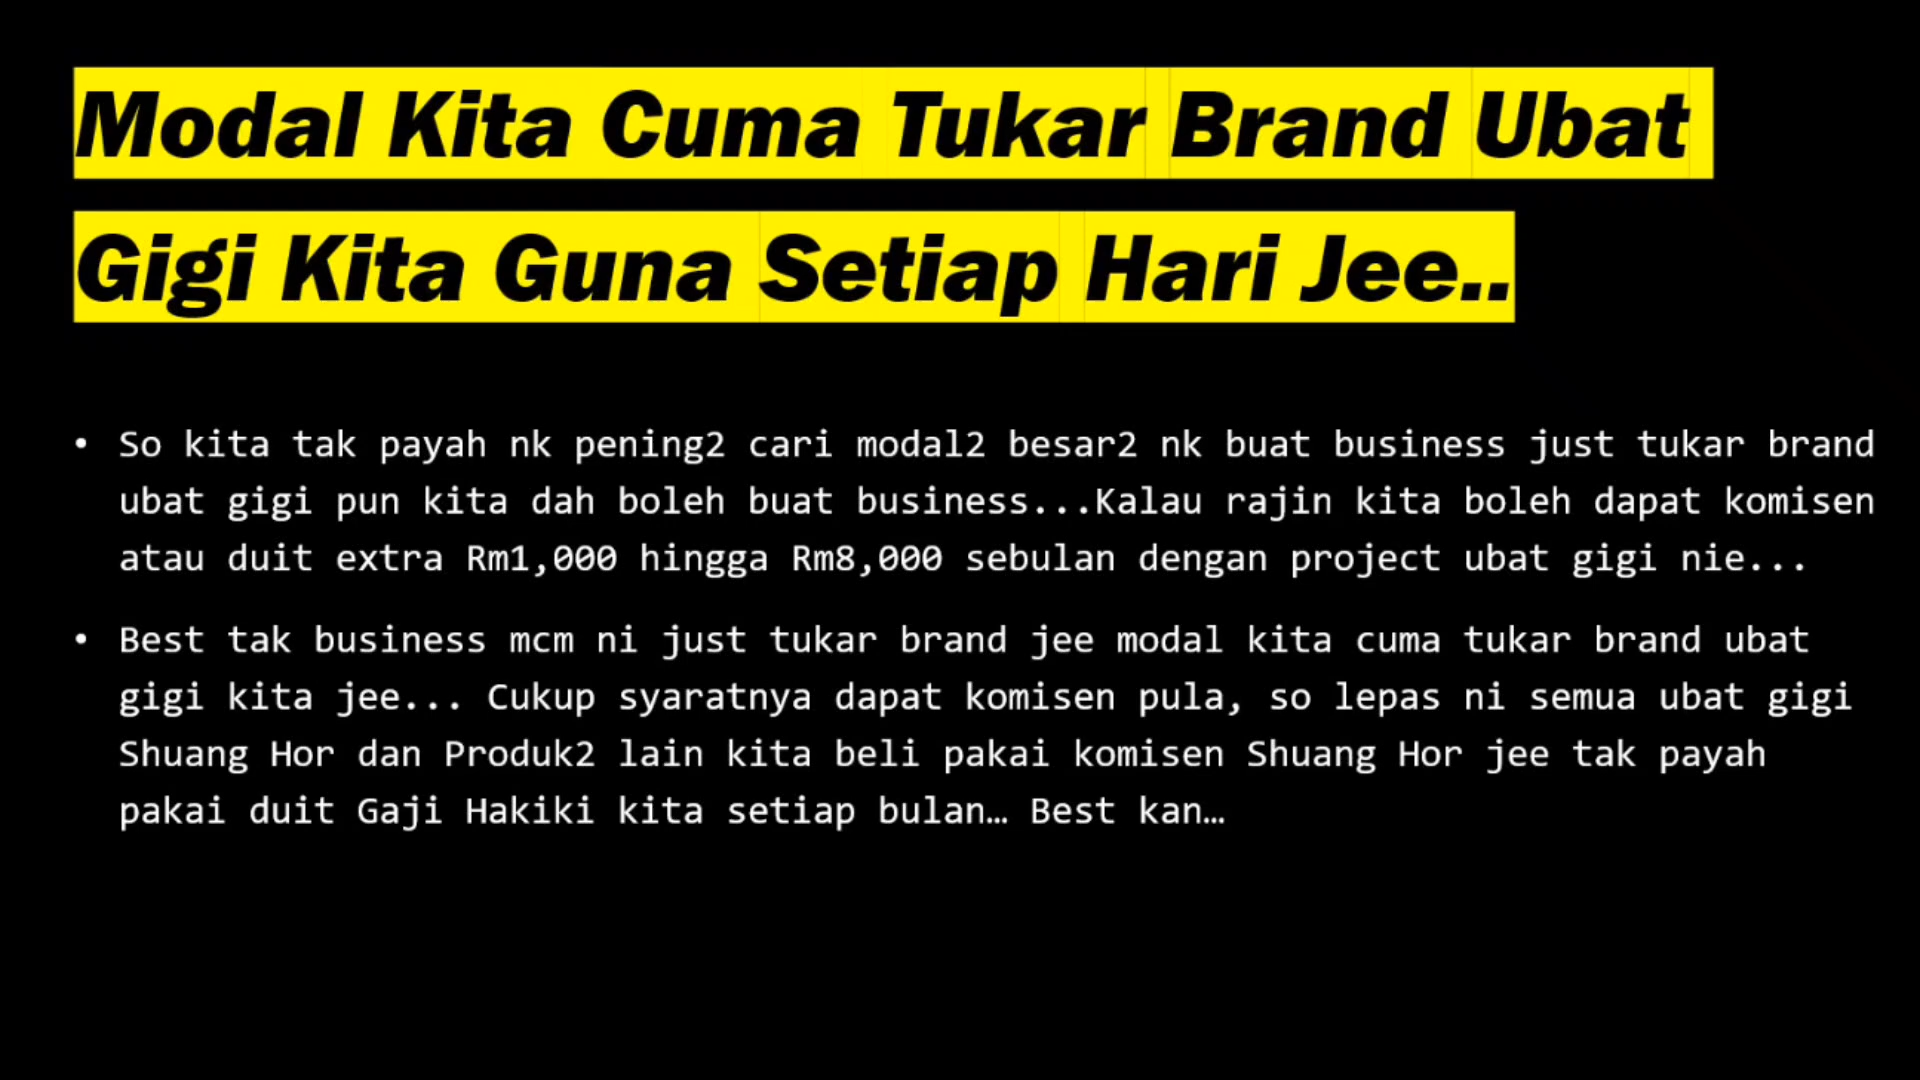 Modal Kita Cuma Tukar Brand Ubat
Gigi Kita Guna Setiap Hari Jee..
• So kita tak payah nk pening2 cari modal2 besar2 nk buat business just tukar brand
ubat gigi pun kita dah boleh buat business...Kalau rajin kita boleh dapat komisen
atau duit extra Rm1,000 hingga Rm8,000 sebulan dengan project ubat gigi nie...
• Best tak business mcm ni just tukar brand jee modal kita cuma tukar brand ubat
gigi kita jee... Cukup syaratnya dapat komisen pula, so lepas ni semua ubat gigi
Shuang Hor dan Produk2 lain kita beli pakai komisen Shuang Hor jee tak payah
pakai duit Gaji Hakiki kita setiap bulan… Best kan…